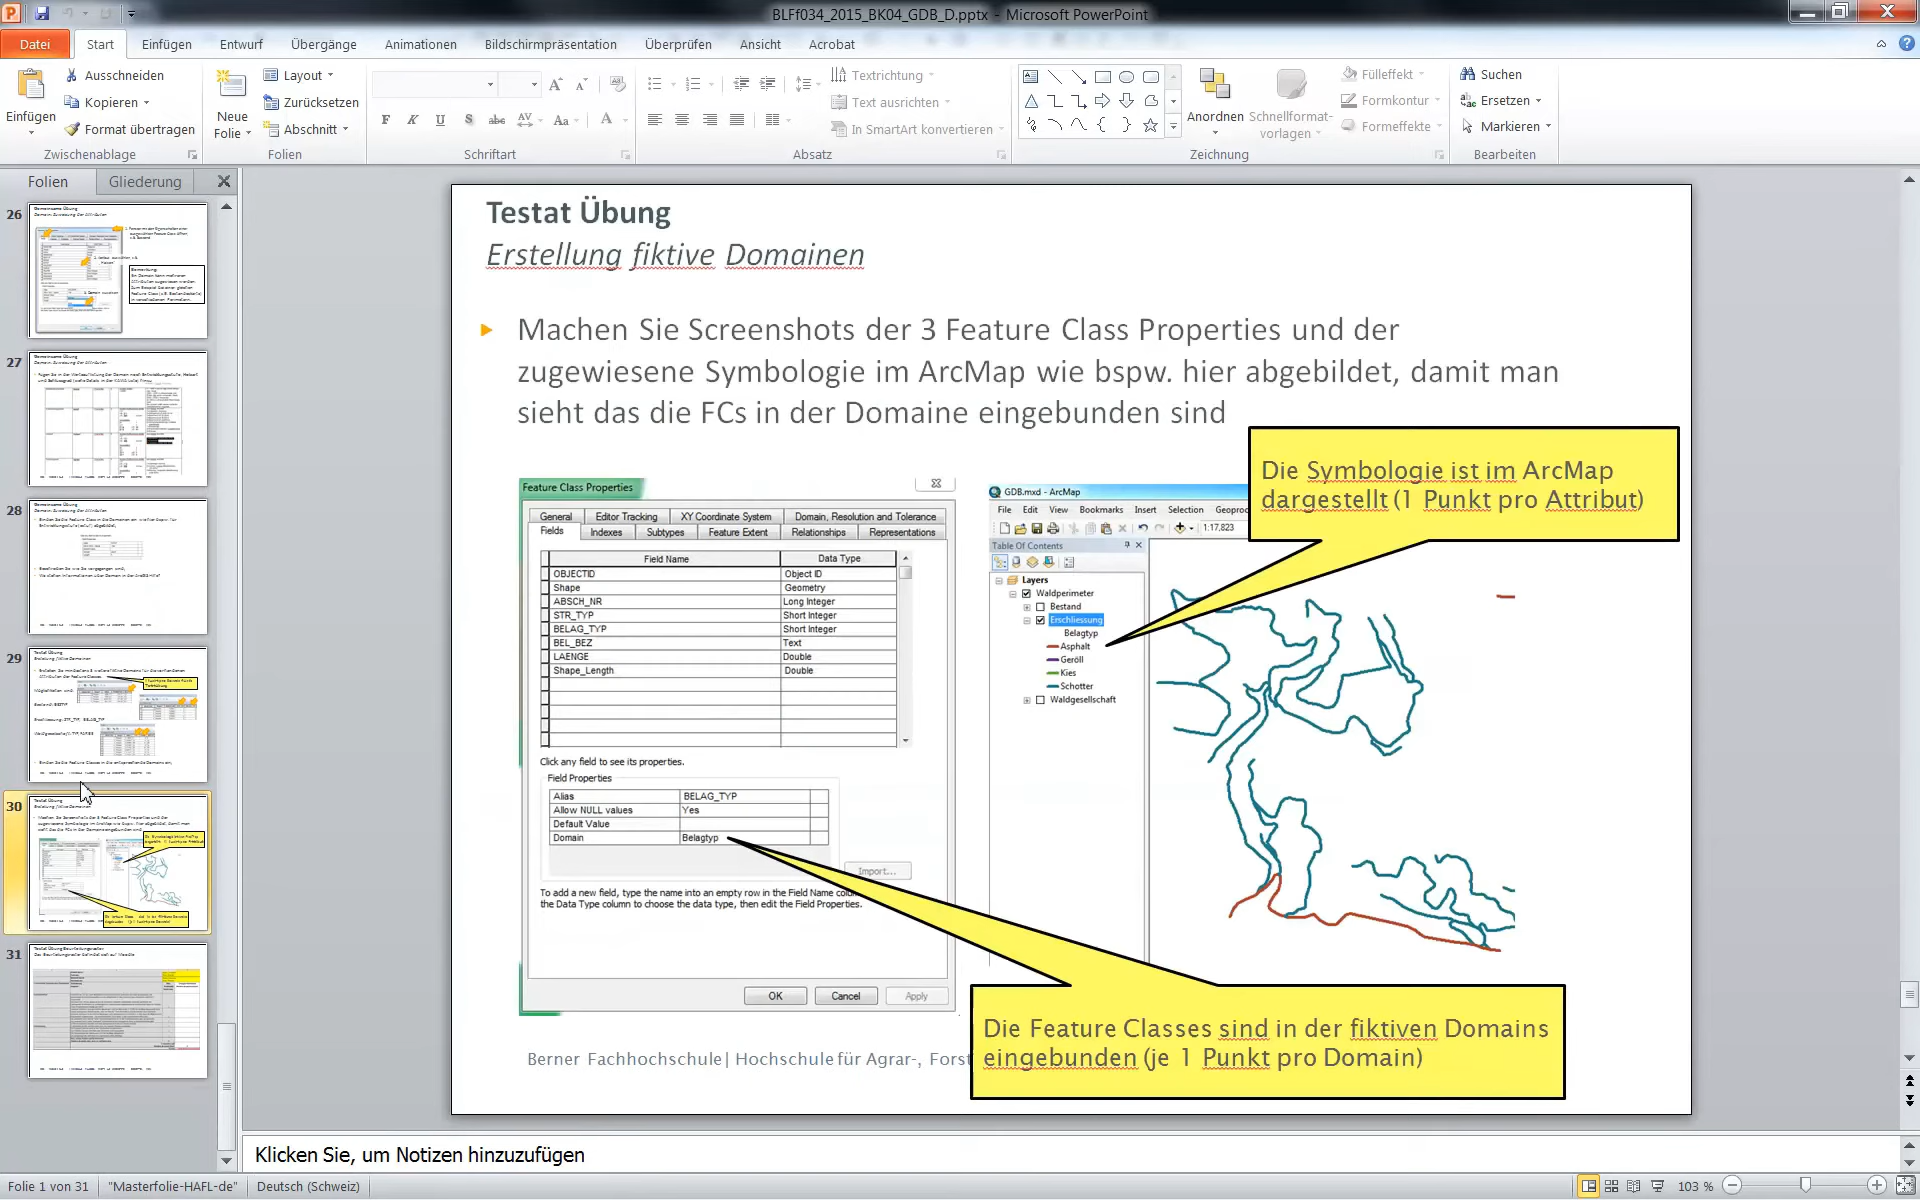 BLFf034_2015_BK04_GDB_D.pptx - Microsoft PowerPoint
Datei Start Einfügen Entwurf Übergänge Animationen Bildschirmpräsentation Überprüfen Ansicht Acrobat
Einfügen
Ausschneiden
Kopieren
Format übertragen
Zwischenablage
Neue
Folie
Layout
Zurücksetzen
Abschnitt
Folien
F K U S abc AV Aa A
Schriftart
Textrichtung
Text ausrichten
In SmartArt konvertieren
Absatz
Anordnen
Schnellformat-
vorlagen
Fülleffekt
Formkontur
Formeffekte
Zeichnung
Suchen
Ersetzen
Markieren
Bearbeiten
Folien Gliederung
26
27
28
29
30
31
Testat Übung
Erstellung fiktive Domainen
Machen Sie Screenshots der 3 Feature Class Properties und der
zugewiesene Symbologie im ArcMap wie bspw. hier abgebildet, damit man
sieht das die FCs in der Domaine eingebunden sind
Die Symbologie ist im ArcMap
dargestellt (1 Punkt pro Attribut)
Feature Class Properties
General Editor Tracking XY Coordinate System Domain, Resolution and Tolerance
Fields Indexes Subtypes Feature Extent Relationships Representations
Field Name Data Type
OBJECTID Object ID
Shape Geometry
ABSCH_NR Long Integer
STR_TYP Short Integer
BELAG_TYP Short Integer
BEL_BEZ Text
LAENGE Double
Shape_Length Double
Click any field to see its properties.
Field Properties
Alias BELAG_TYP
Allow NULL values Yes
Default Value
Domain Belagtyp
Import...
To add a new field, type the name into an empty row in the Field Name
the Data Type column to choose the data type, then edit the Field Properties.
OK Cancel Apply
GDB.mxd - ArcMap
File Edit View Bookmarks Insert Selection
1:17,823
Table Of Contents
Layers
Waldperimeter
Bestand
Erschliessung
Belagtyp
Asphalt
Geröll
Kies
Schotter
Waldgesellschaft
Die Feature Classes sind in der fiktiven Domains
eingebunden (je 1 Punkt pro Domain)
Berner Fachhochschule | Hochschule für Agrar-, Forst
Klicken Sie, um Notizen hinzuzufügen
Folie 1 von 31 "Masterfolie-HAFL-de" Deutsch (Schweiz) 103 %